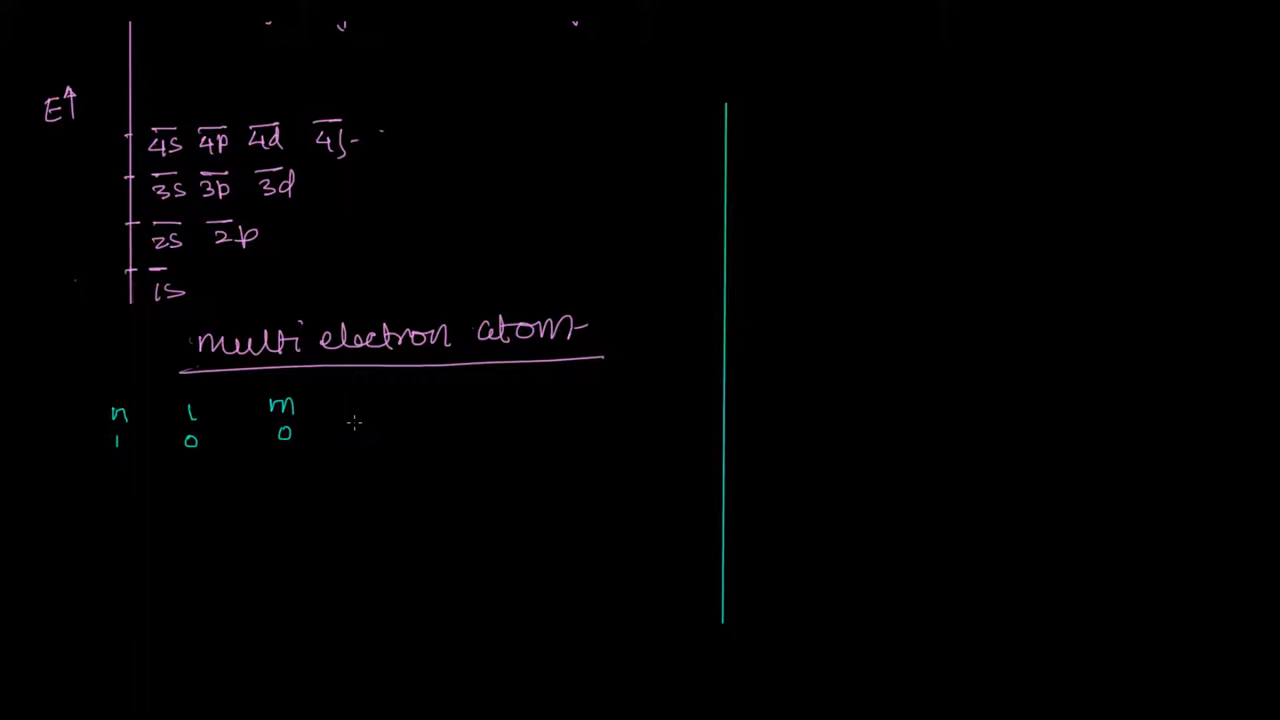 E↑
4s 4p 4d 4f
3s 3p 3d
2s 2p
1s
multi electron atom
n l m
1 0 0